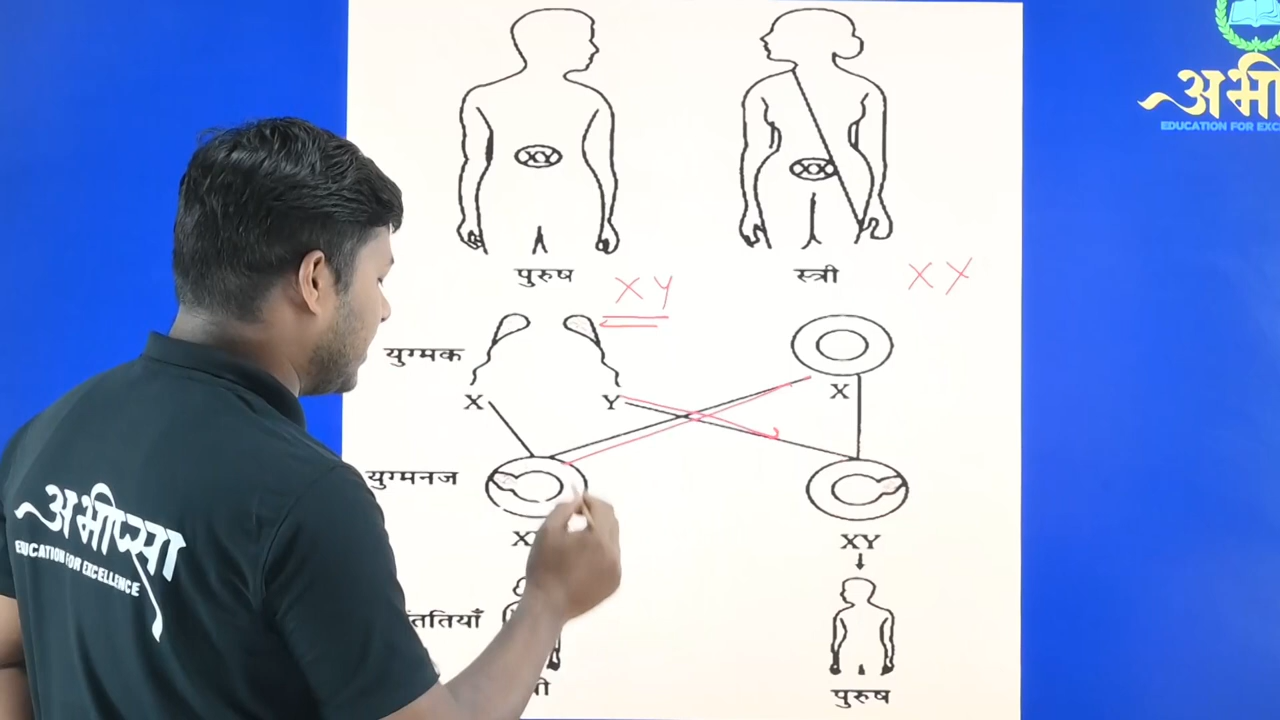 अभी
EDUCATION FOR EXC
XY
XX
पुरुष
X Y
स्त्री
X Y
युग्मक
X
Y
X
युग्मनज
XY
पुरुष
अभीप्सा
EDUCATION FOR EXCELLENCE